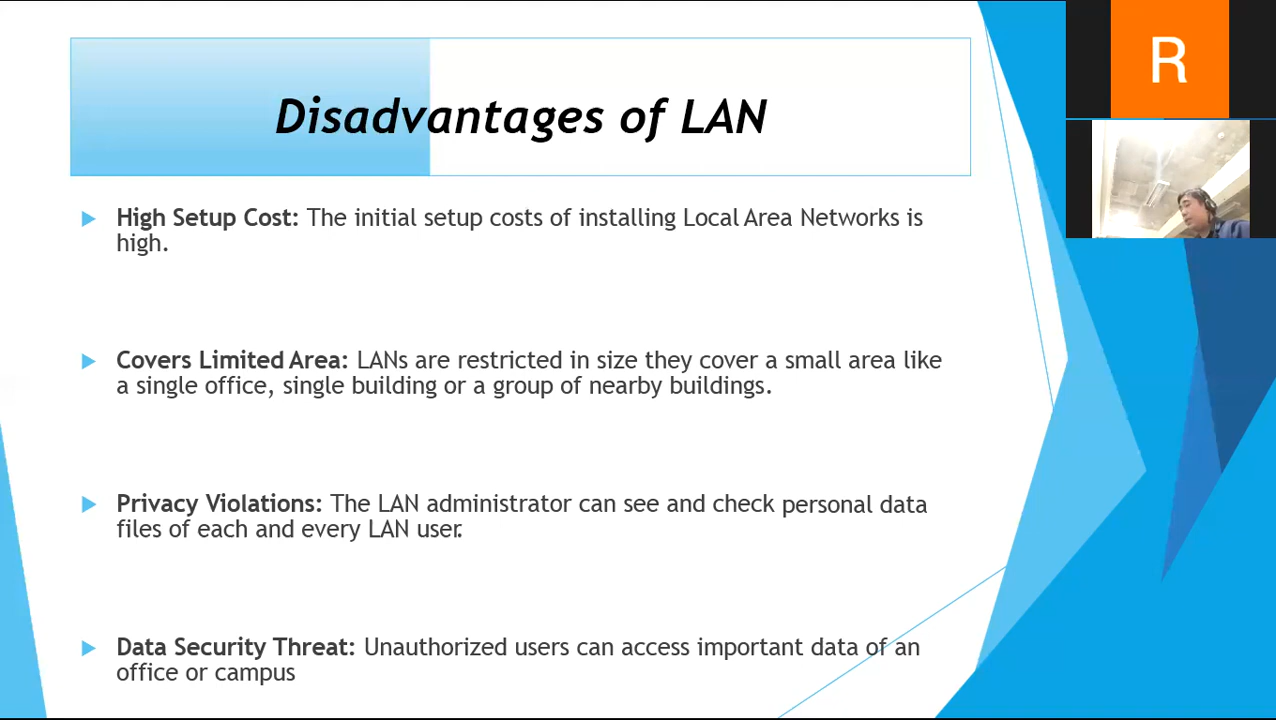 Disadvantages of LAN
R
High Setup Cost: The initial setup costs of installing Local Area Networks is
high.
Covers Limited Area: LANs are restricted in size they cover a small area like
a single office, single building or a group of nearby buildings.
Privacy Violations: The LAN administrator can see and check personal data
files of each and every LAN user.
Data Security Threat: Unauthorized users can access important data of an
office or campus